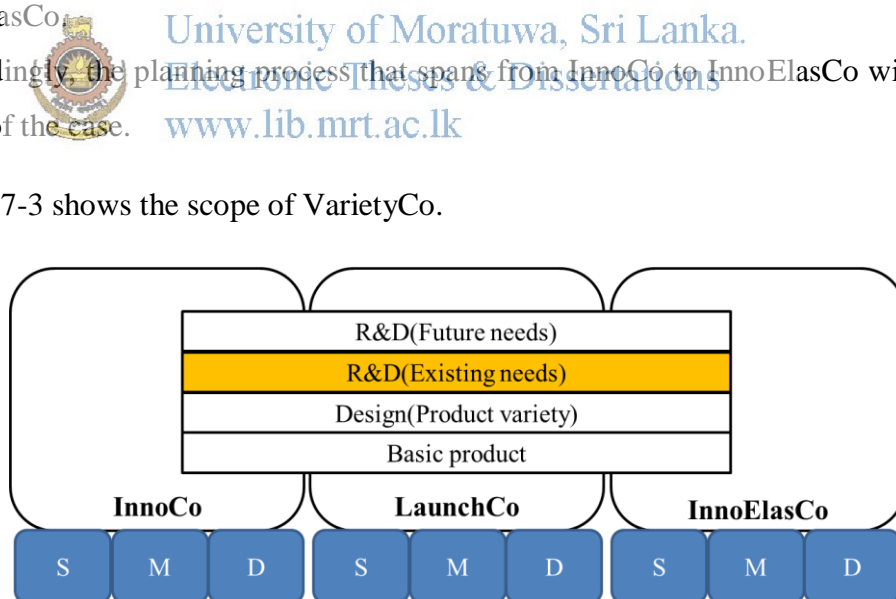 asCo.
University of Moratuwa, Sri Lanka.
dingly, the planning process that spans from InnoCo to InnoElasCo wi
Electronic Theses & Dissertations
of the case.
www.lib.mrt.ac.lk
7-3 shows the scope of VarietyCo.
R&D(Future needs)
R&D(Existing needs)
Design(Product variety)
Basic product
InnoCo LaunchCo InnoElasCo
S M D S M D S M D